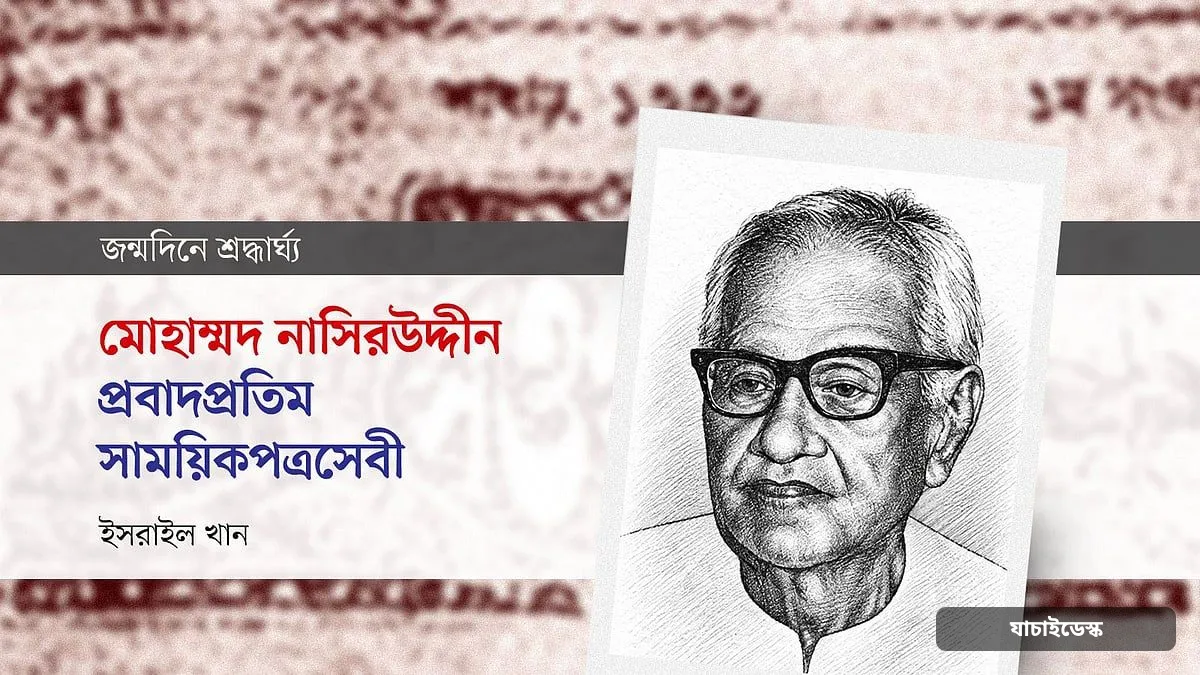 জন্মদিনে শ্রদ্ধার্ঘ্য
মোহাম্মদ নাসিরউদ্দীন
প্রবাদপ্রতিম
সাময়িকপত্রসেবী
ইসরাইল খান
যাচাইডেস্ক